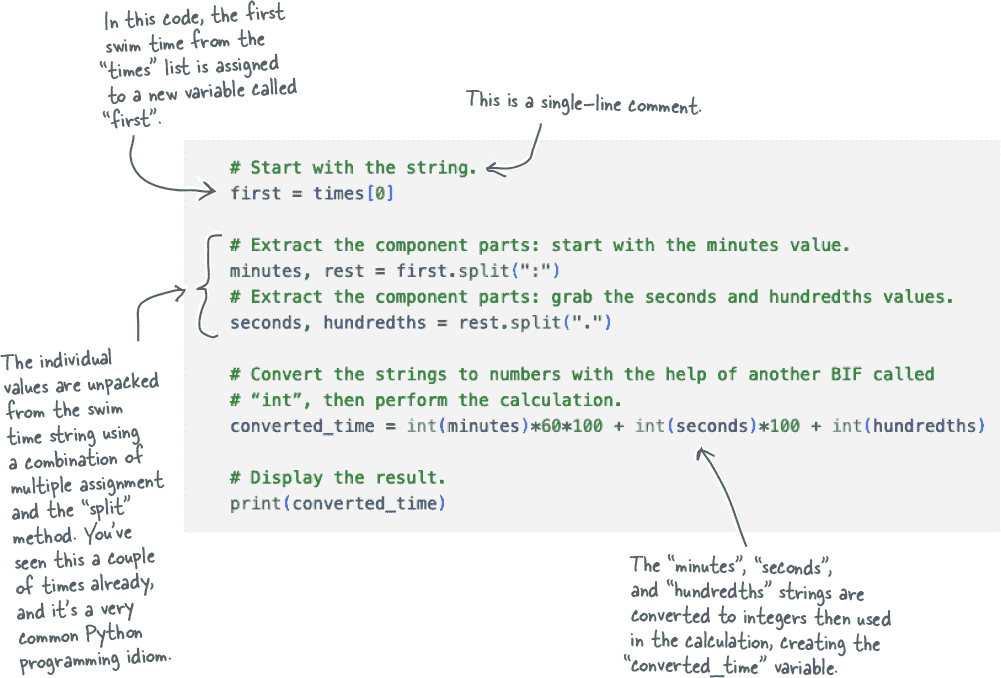 In this code, the first
swim time from the
“times” list is assigned
to a new variable called
“first”.
This is a single-line comment.
# Start with the string.
first = times[0]
# Extract the component parts: start with the minutes value.
minutes, rest = first.split(":")
# Extract the component parts: grab the seconds and hundredths values.
seconds, hundredths = rest.split(".")
# Convert the strings to numbers with the help of another BIF called
# “int”, then perform the calculation.
converted_time = int(minutes)*60*100 + int(seconds)*100 + int(hundredths)
# Display the result.
print(converted_time)
The individual
values are unpacked
from the swim
time string using
a combination of
multiple assignment
and the “split”
method. You’ve
seen this a couple
of times already,
and it’s a very
common Python
programming idiom.
The “minutes”, “seconds”,
and “hundredths” strings are
converted to integers then used
in the calculation, creating the
“converted_time” variable.